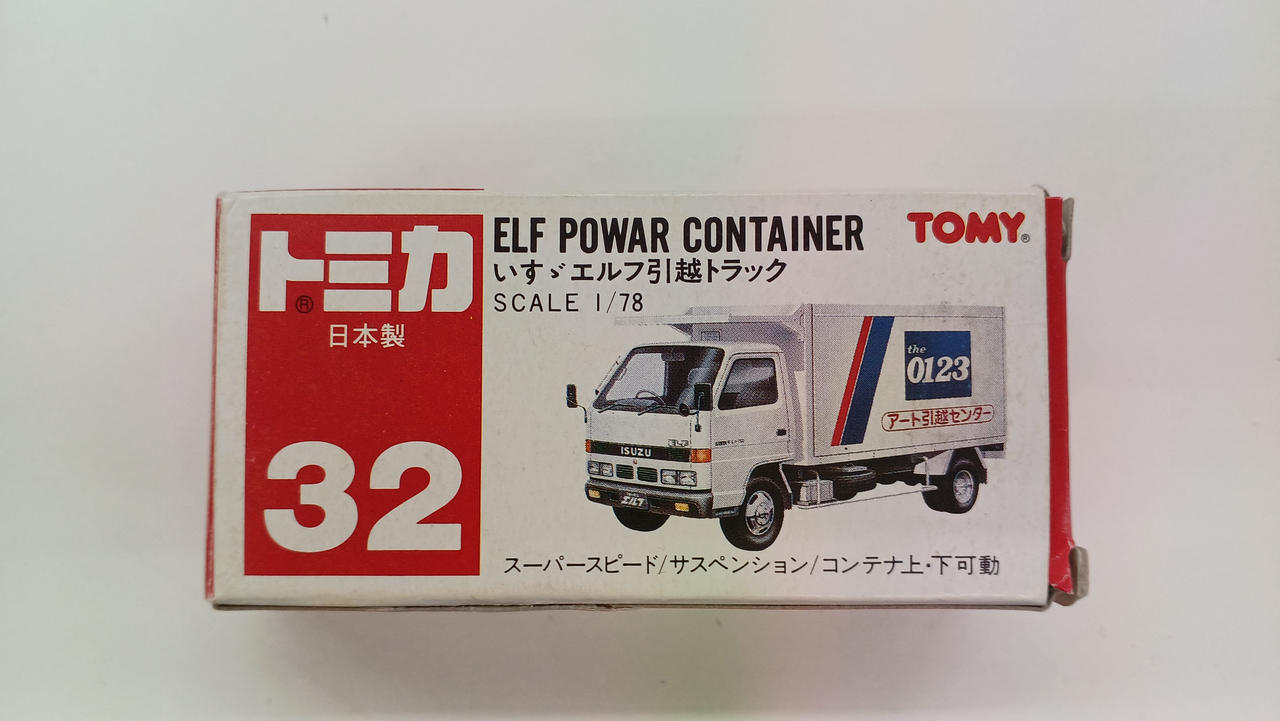 トミカ
®
日本製
32
ELF POWAR CONTAINER
TOMY®
いすゞエルフ引越トラック
SCALE 1/78
the
0123
アート引越センター
ELF
ISUZU
エルフ
スーパースピード/サスペンション/コンテナ上・下可動